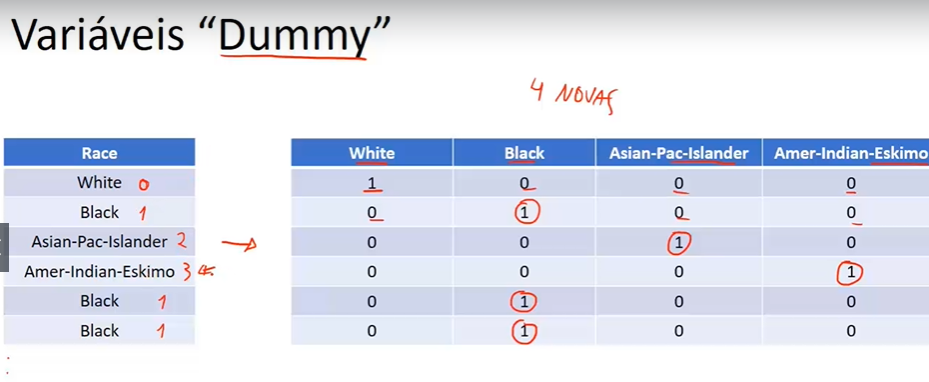 Variáveis “Dummy”
4 NOVAS
Race
White 0
Black 1
Asian-Pac-Islander 2
Amer-Indian-Eskimo 3
Black 1
Black 1
White Black Asian-Pac-Islander Amer-Indian-Eskimo
1 0 0 0
0 1 0 0
0 0 1 0
0 0 0 1
0 1 0 0
0 1 0 0